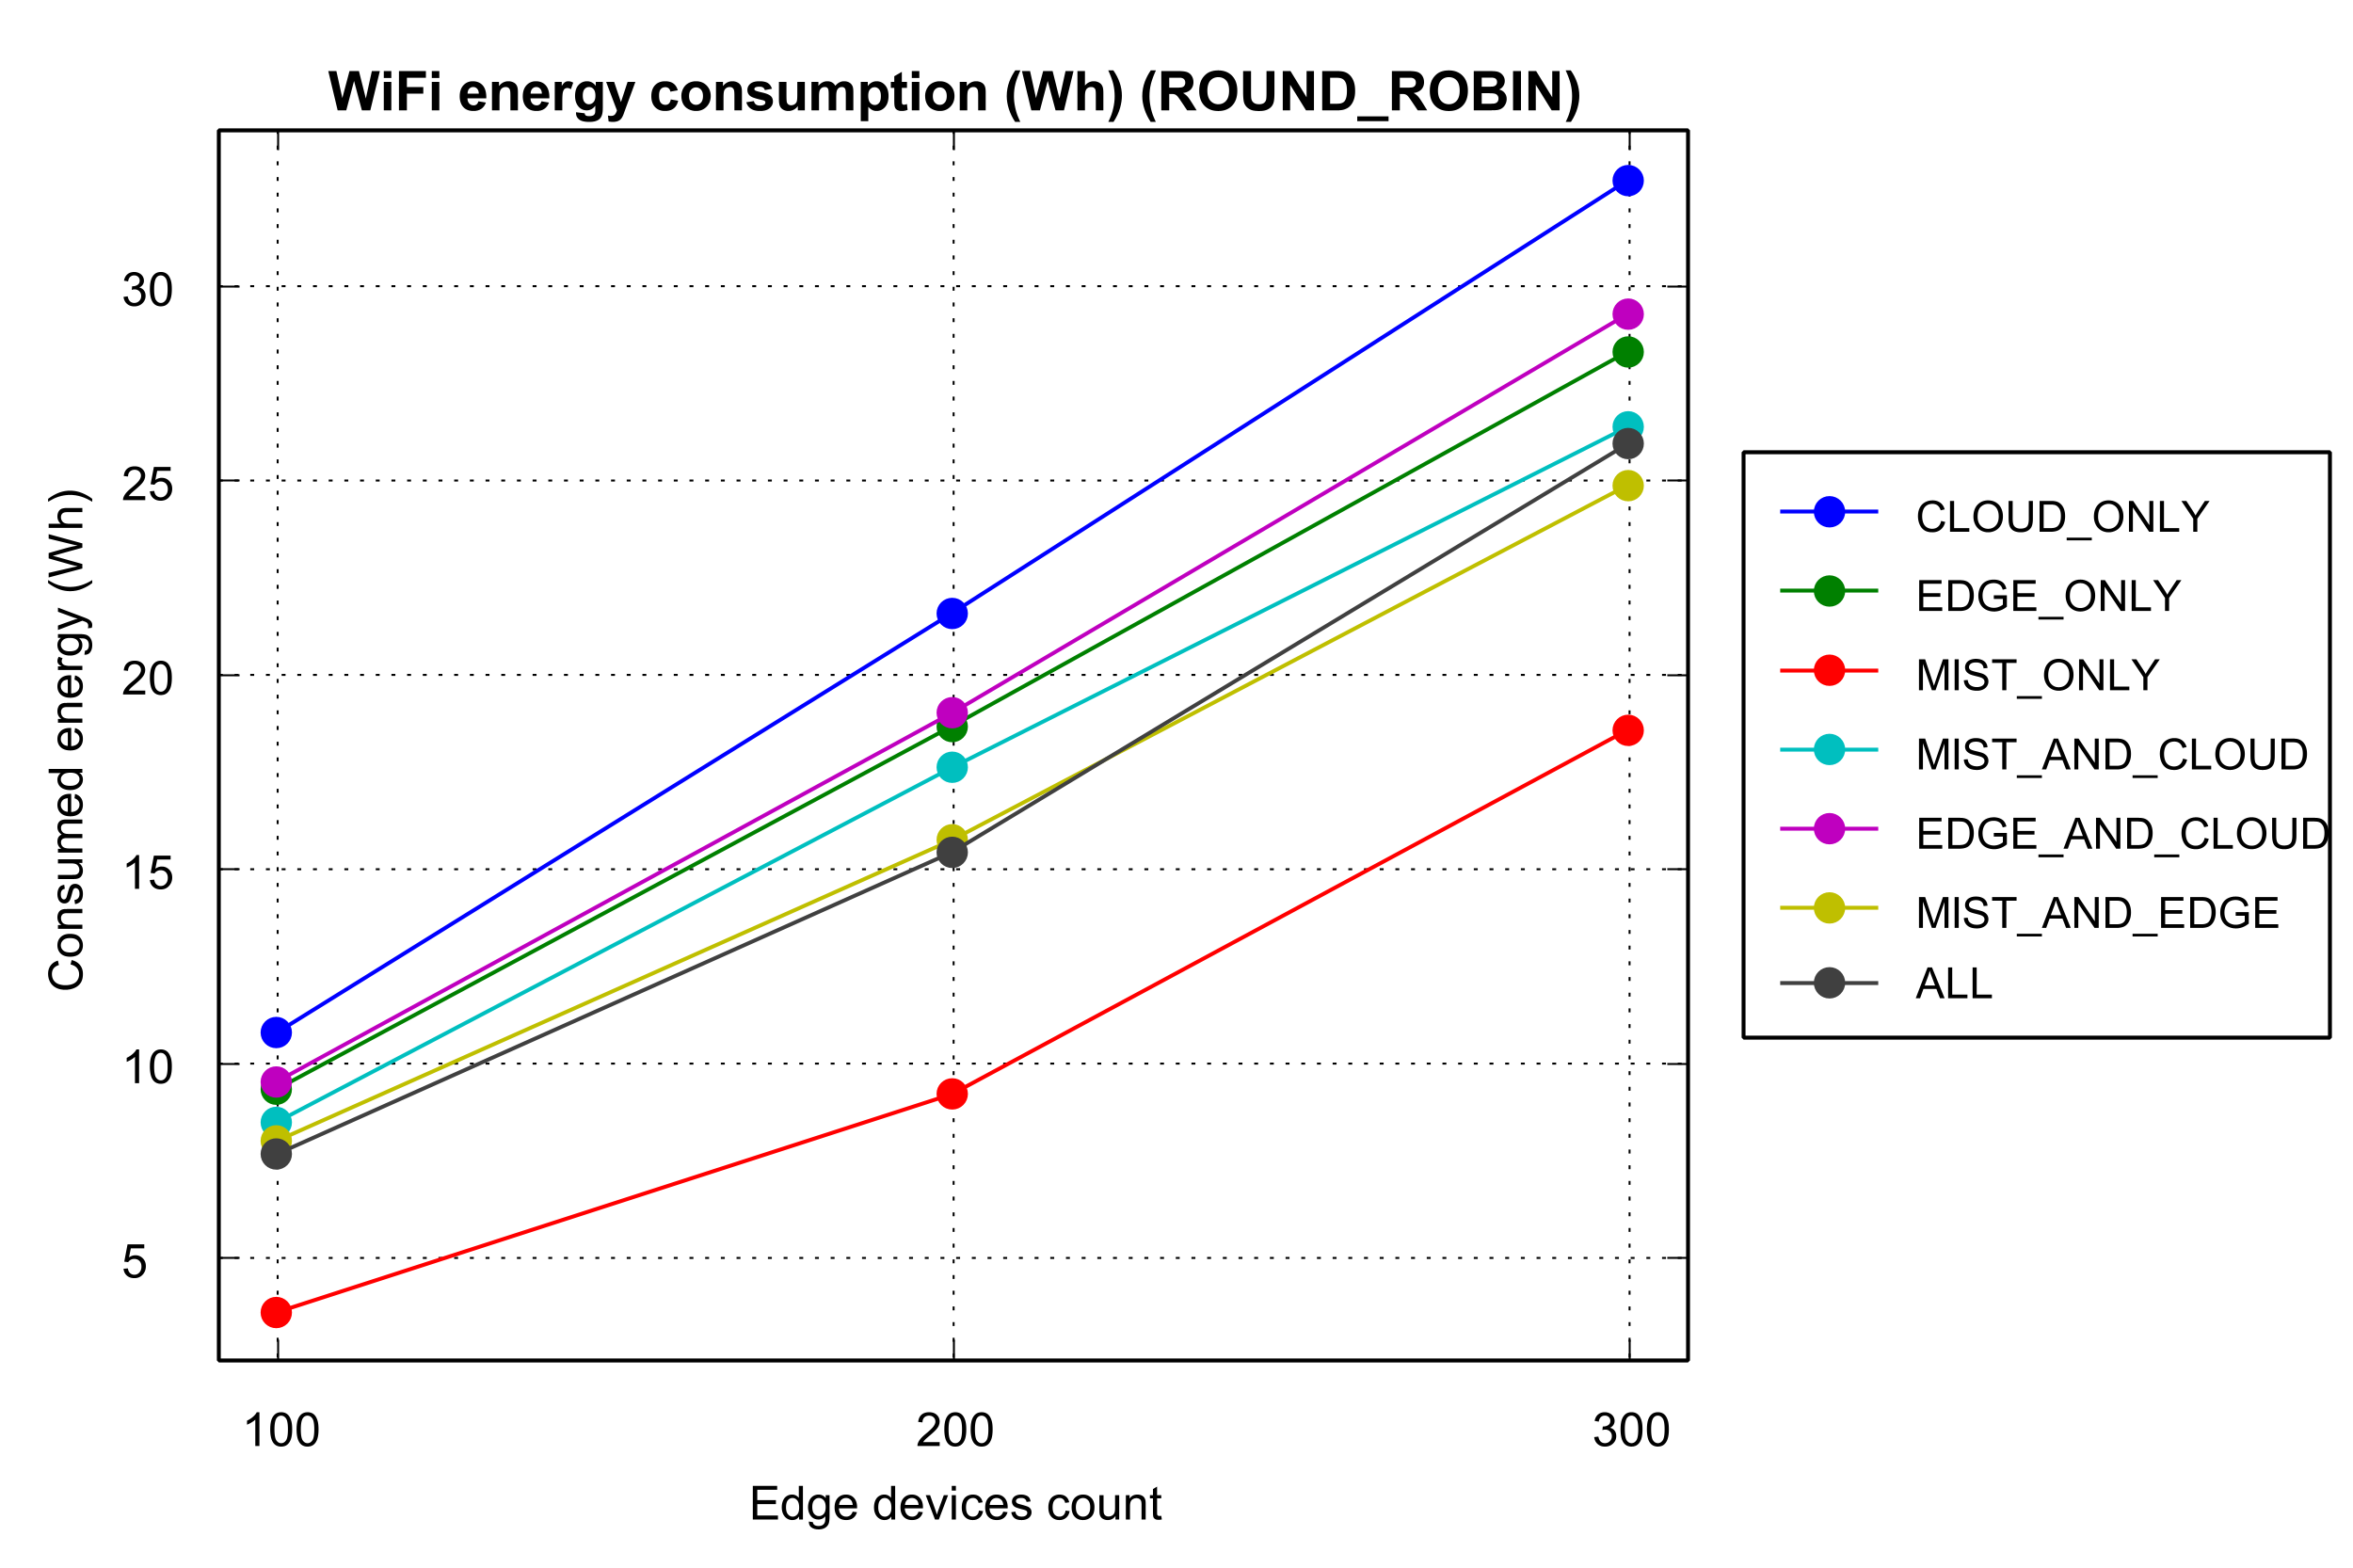 WiFi energy consumption (Wh) (ROUND_ROBIN)
30
25
20
15
10
5
Consumed energy (Wh)
100
200
300
Edge devices count
CLOUD_ONLY
EDGE_ONLY
MIST_ONLY
MIST_AND_CLOUD
EDGE_AND_CLOUD
MIST_AND_EDGE
ALL